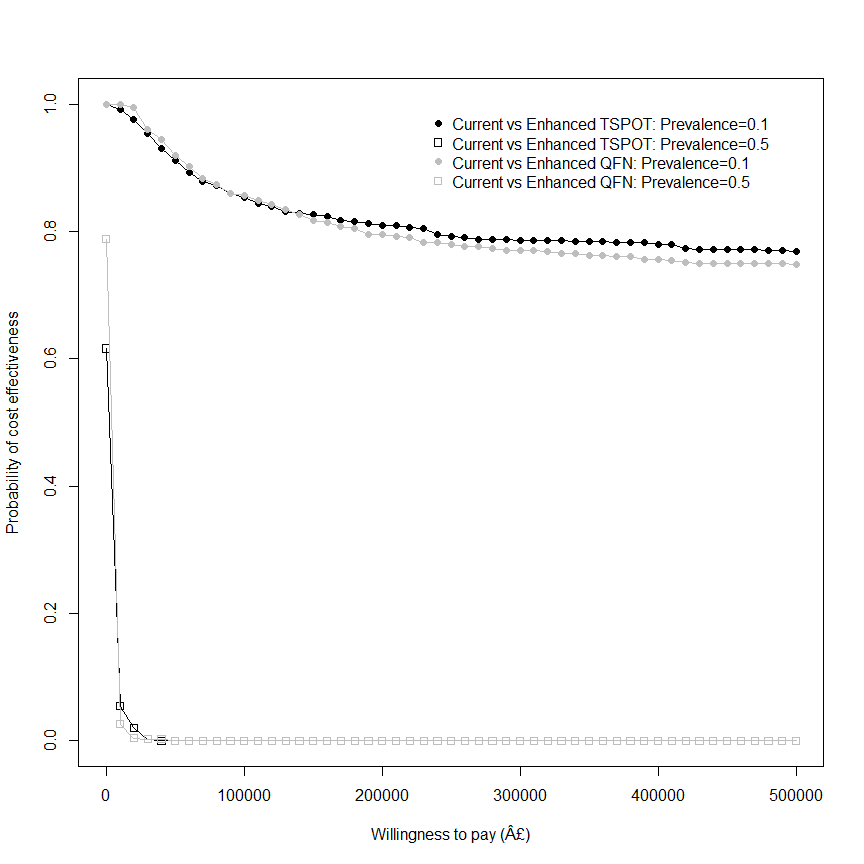 Current vs Enhanced TSPOT: Prevalence=0.1
Current vs Enhanced TSPOT: Prevalence=0.5
Current vs Enhanced QFN: Prevalence=0.1
Current vs Enhanced QFN: Prevalence=0.5
Probability of cost effectiveness
1.0
0.8
0.6
0.4
0.2
0.0
0 100000 200000 300000 400000 500000
Willingness to pay (Â£)